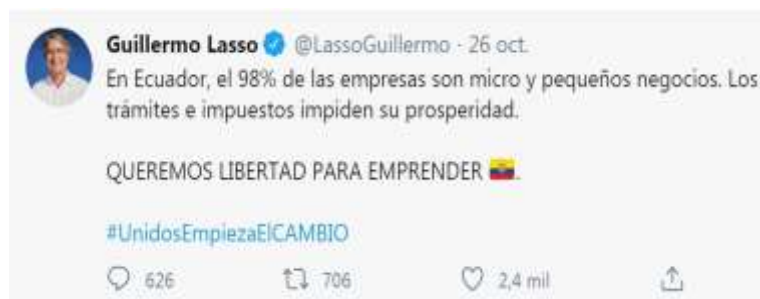 Guillermo Lasso @LassoGuillermo · 26 oct.
En Ecuador, el 98% de las empresas son micro y pequeños negocios. Los
trámites e impuestos impiden su prosperidad.
QUEREMOS LIBERTAD PARA EMPRENDER 🇪🇨.
#UnidosEmpiezaElCAMBIO
626 706 2,4 mil